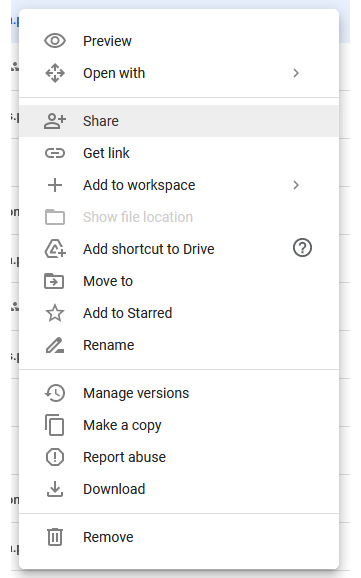 Preview
Open with
Share
Get link
Add to workspace
Show file location
Add shortcut to Drive
Move to
Add to Starred
Rename
Manage versions
Make a copy
Report abuse
Download
Remove